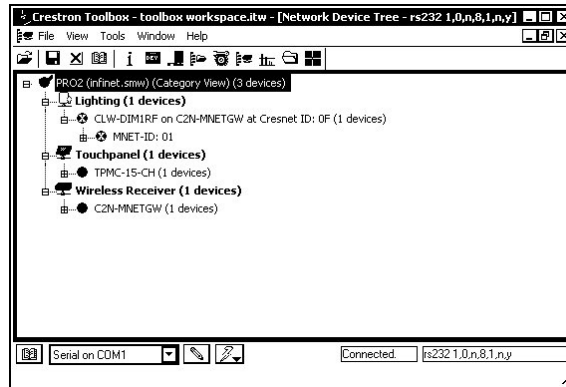 Crestron Toolbox - toolbox workspace.itw - [Network Device Tree - rs232 1,0,n,8,1,n,y]
File View Tools Window Help
PRO2 (infinet.smw) (Category View) (3 devices)
Lighting (1 devices)
CLW-DIM1RF on C2N-MNETGW at Cresnet ID: 0F (1 devices)
MNET-ID: 01
Touchpanel (1 devices)
TPMC-15-CH (1 devices)
Wireless Receiver (1 devices)
C2N-MNETGW (1 devices)
Serial on COM1
Connected.
rs232 1,0,n,8,1,n,y